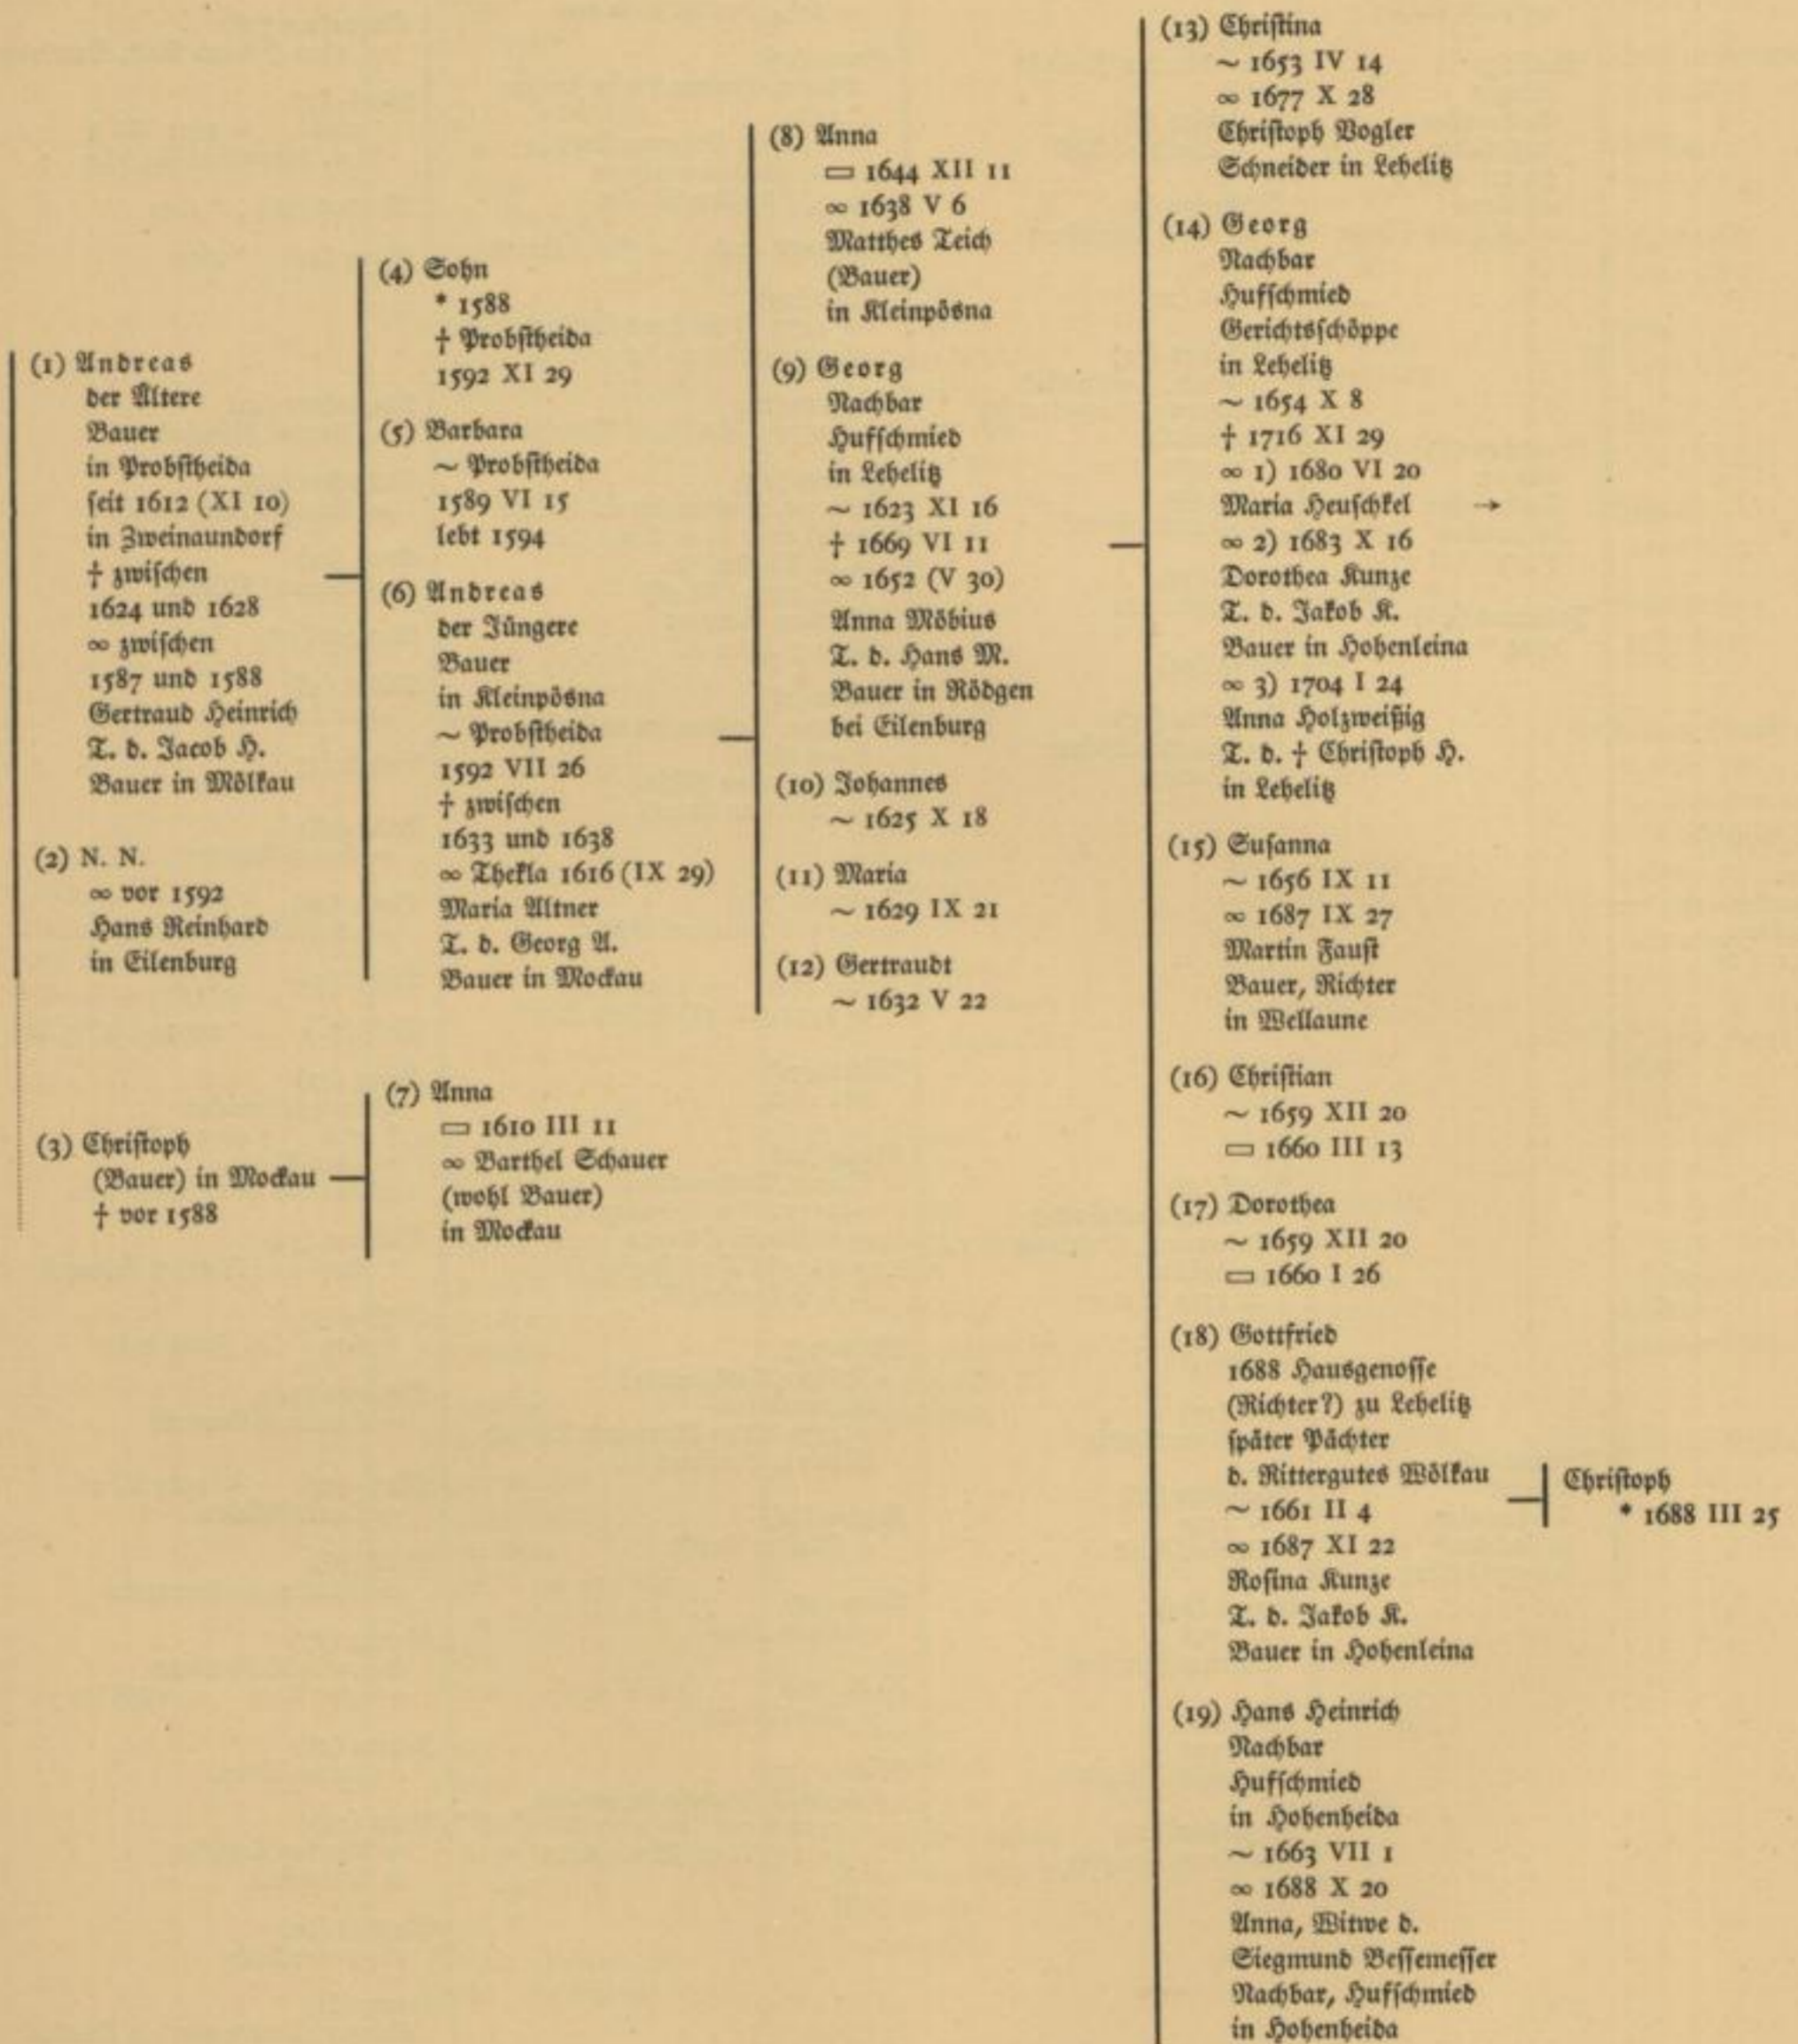 (1) Andreas
der Ältere
Bauer
in Probstheida
seit 1612 (XI 10)
in Zweinaundorf
† zwischen
1624 und 1628
∞ zwischen
1587 und 1588
Gertraud Heinrich
T. d. Jacob H.
Bauer in Mölkau
(2) N. N.
∞ vor 1592
Hans Reinhard
in Eilenburg
(3) Christoph
(Bauer) in Mockau
† vor 1588
(4) Sohn
* 1588
† Probstheida
1592 XI 29
(5) Barbara
~ Probstheida
1589 VI 15
lebt 1594
(6) Andreas
der Jüngere
Bauer
in Kleinpösna
~ Probstheida
1592 VII 26
† zwischen
1633 und 1638
∞ Thekla 1616 (IX 29)
Maria Altner
T. d. Georg A.
Bauer in Mockau
(7) Anna
▭ 1610 III 11
∞ Barthel Schauer
(wohl Bauer)
in Mockau
(8) Anna
▭ 1644 XII 11
∞ 1638 V 6
Matthes Teich
(Bauer)
in Kleinpösna
(9) Georg
Nachbar
Hufschmied
in Lehelitz
~ 1623 XI 16
† 1669 VI 11
∞ 1652 (V 30)
Anna Möbius
T. d. Hans M.
Bauer in Rödgen
bei Eilenburg
(10) Johannes
~ 1625 X 18
(11) Maria
~ 1629 IX 21
(12) Gertraudt
~ 1632 V 22
(13) Christina
~ 1653 IV 14
∞ 1677 X 28
Christoph Vogler
Schneider in Lehelitz
(14) Georg
Nachbar
Hufschmied
Gerichtsschöppe
in Lehelitz
~ 1654 X 8
† 1716 XI 29
∞ 1) 1680 VI 20
Maria Heuschkel →
∞ 2) 1683 X 16
Dorothea Kunze
T. d. Jakob K.
Bauer in Hohenleina
∞ 3) 1704 I 24
Anna Holzweißig
T. d. † Christoph H.
in Lehelitz
(15) Susanna
~ 1656 IX 11
∞ 1687 IX 27
Martin Faust
Bauer, Richter
in Wellaune
(16) Christian
~ 1659 XII 20
▭ 1660 III 13
(17) Dorothea
~ 1659 XII 20
▭ 1660 I 26
(18) Gottfried
1688 Hausgenosse
(Richter?) zu Lehelitz
später Pächter
d. Rittergutes Wölkau
~ 1661 II 4
∞ 1687 XI 22
Rosina Kunze
T. d. Jakob K.
Bauer in Hohenleina
Christoph
* 1688 III 25
(19) Hans Heinrich
Nachbar
Hufschmied
in Hohenheida
~ 1663 VII 1
∞ 1688 X 20
Anna, Witwe d.
Siegmund Bessemesser
Nachbar, Hufschmied
in Hohenheida